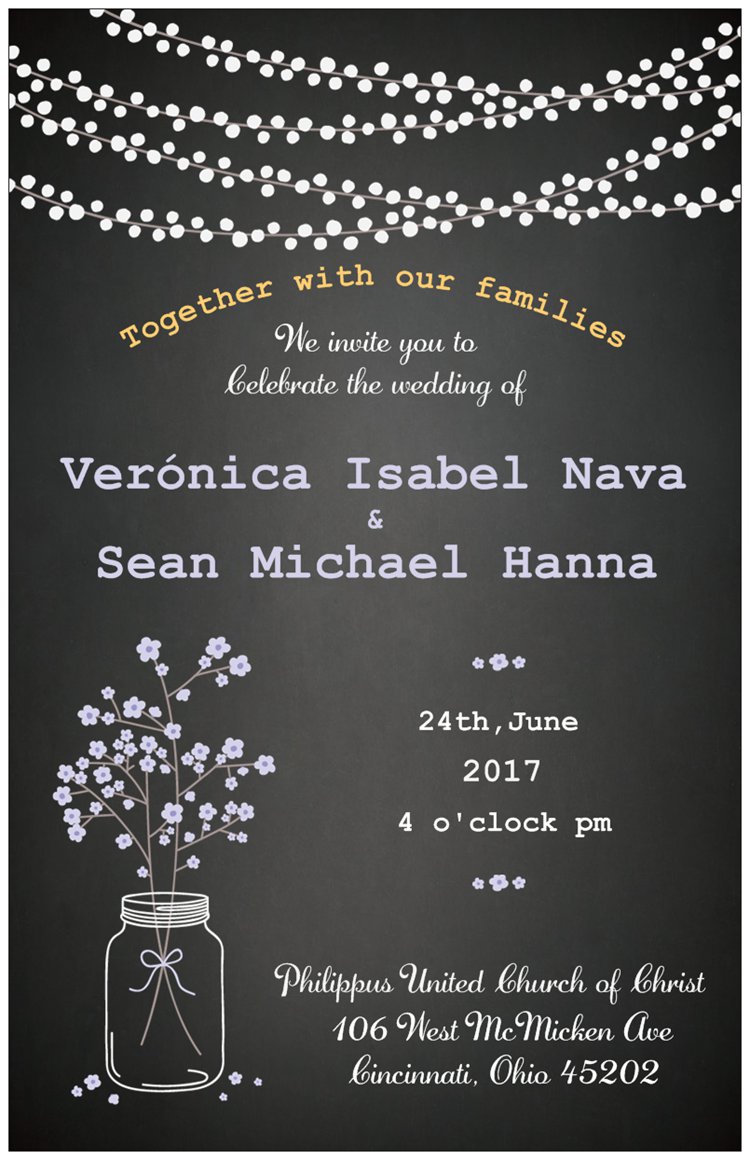 Together with our families
We invite you to
Celebrate the wedding of
Verónica Isabel Nava
&
Sean Michael Hanna
24th,June
2017
4 o'clock pm
Philippus United Church of Christ
106 West McMicken Ave
Cincinnati, Ohio 45202